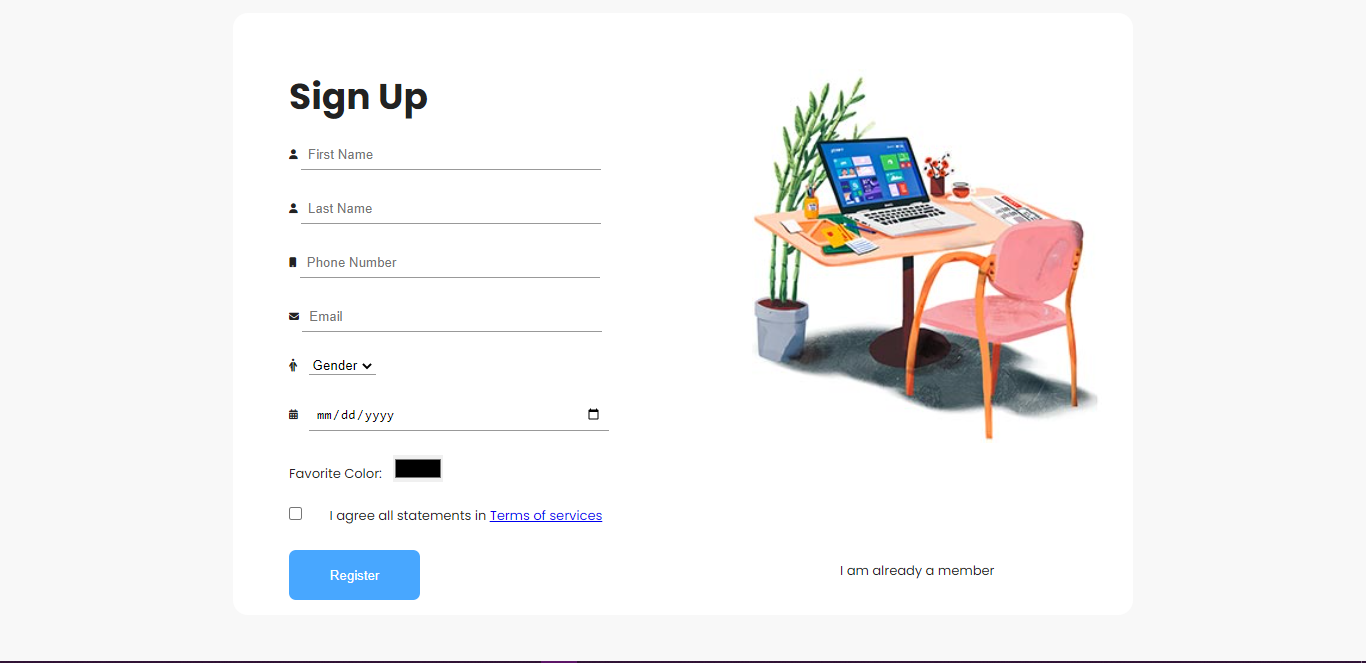 Sign Up
First Name
Last Name
Phone Number
Email
Gender
mm/dd/yyyy
Favorite Color:
I agree all statements in Terms of services
Register
I am already a member